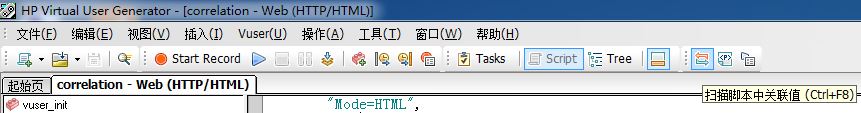 HP Virtual User Generator - [correlation - Web (HTTP/HTML)]
文件(F) 编辑(E) 视图(V) 插入(I) Vuser(U) 操作(A) 工具(T) 窗口(W) 帮助(H)
Start Record Tasks Script Tree <P>
起始页 correlation - Web (HTTP/HTML)
扫描脚本中关联值 (Ctrl+F8)
vuser_init "Mode=HTML",